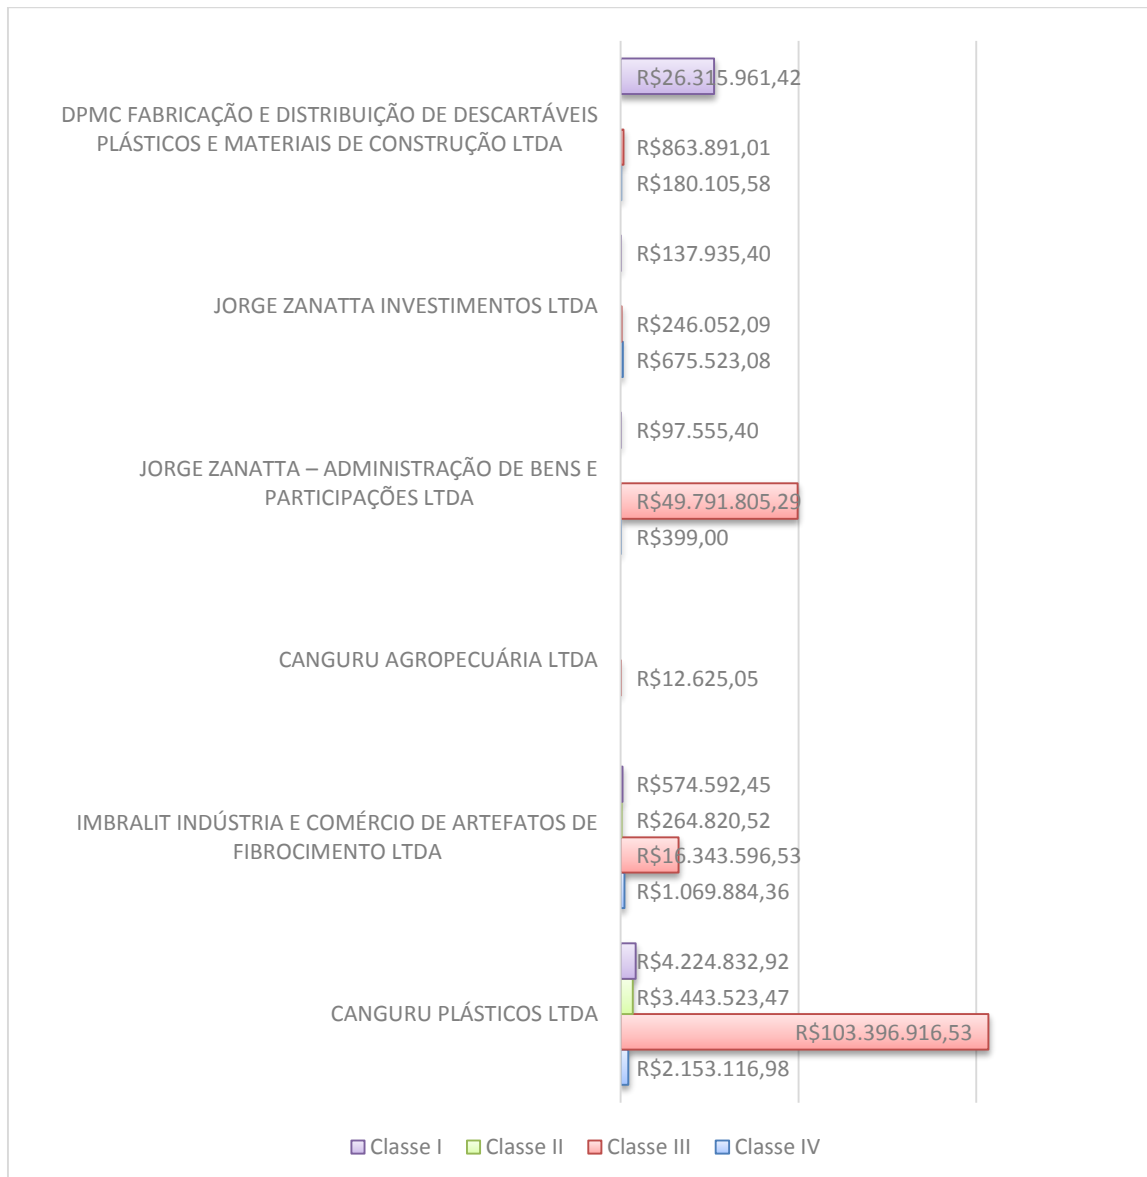 R$26.315.961,42
DPMC FABRICAÇÃO E DISTRIBUIÇÃO DE DESCARTÁVEIS
PLÁSTICOS E MATERIAIS DE CONSTRUÇÃO LTDA
R$863.891,01
R$180.105,58
R$137.935,40
JORGE ZANATTA INVESTIMENTOS LTDA
R$246.052,09
R$675.523,08
R$97.555,40
JORGE ZANATTA – ADMINISTRAÇÃO DE BENS E
PARTICIPAÇÕES LTDA
R$49.791.805,29
R$399,00
CANGURU AGROPECUÁRIA LTDA
R$12.625,05
R$574.592,45
R$264.820,52
IMBRALIT INDÚSTRIA E COMÉRCIO DE ARTEFATOS DE
FIBROCIMENTO LTDA
R$16.343.596,53
R$1.069.884,36
R$4.224.832,92
R$3.443.523,47
CANGURU PLÁSTICOS LTDA
R$103.396.916,53
R$2.153.116,98
Classe I Classe II Classe III Classe IV